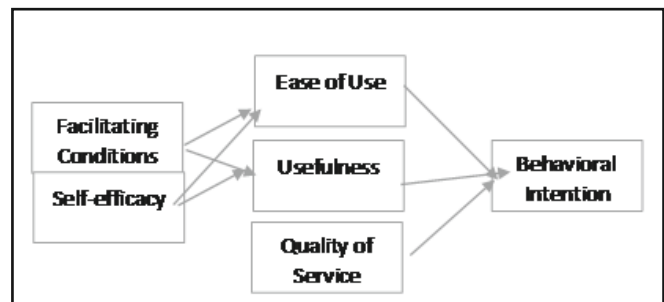 Ease of Use
Facilitating
Conditions
Self-efficacy
Usefulness
Behavioral
Intention
Quality of
Service